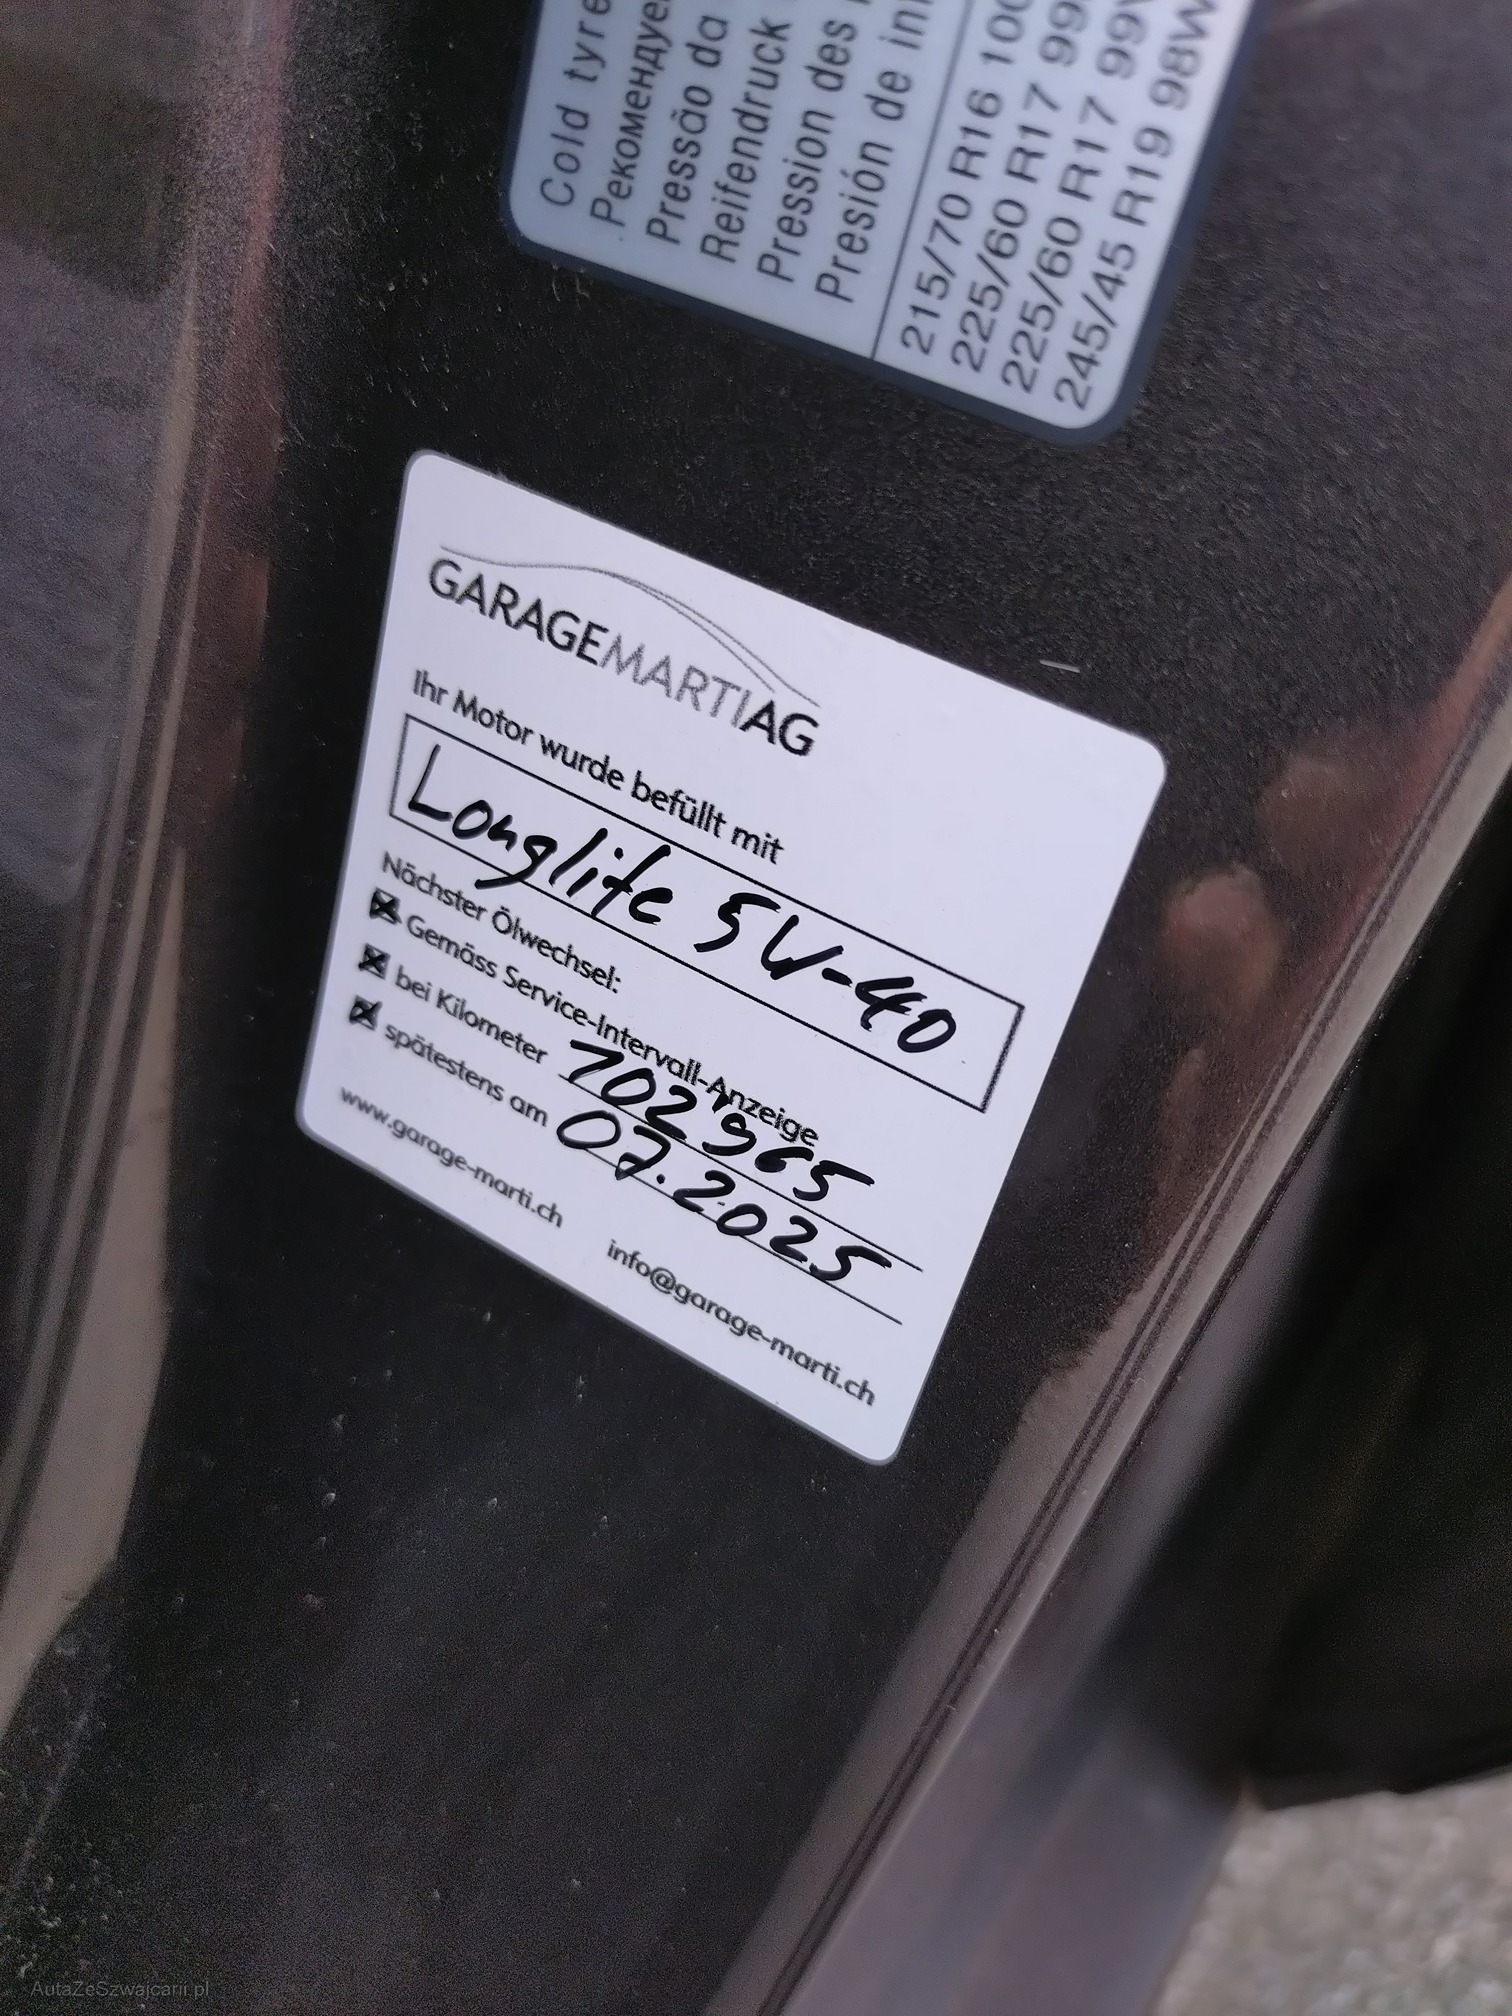 Cold tyre
Рекомендуе
Pressão da
Reifendruck
Pression des
Presión de in
215/70 R16 100
225/60 R17 99
225/60 R17 99V
245/45 R19 98W
GARAGEMARTIAG
Ihr Motor wurde befüllt mit
Longlife 5W-40
Nächster Ölwechsel:
Gemäss Service-Intervall-Anzeige
bei Kilometer 102'965
spätestens am 07.2025
www.garage-marti.ch info@garage-marti.ch
AutaZeSzwajcarii.pl